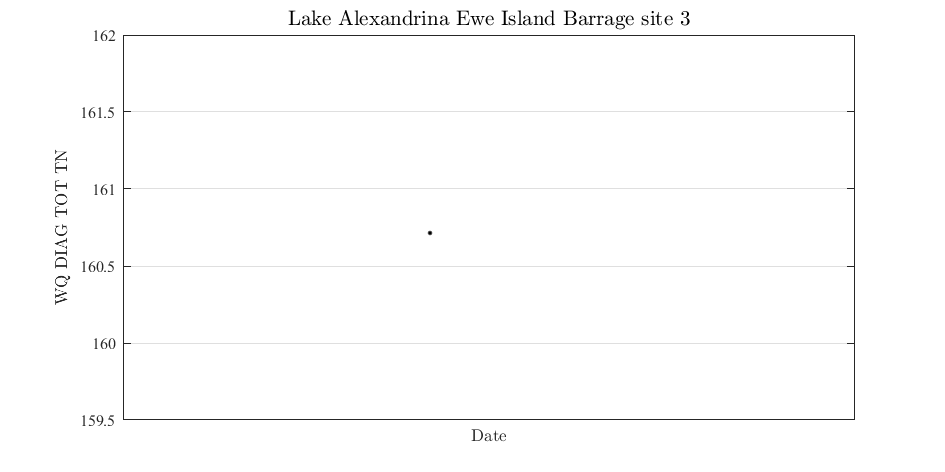 Lake Alexandrina Ewe Island Barrage site 3
162
161.5
161
160.5
160
159.5
WQ DIAG TOT TN
Date